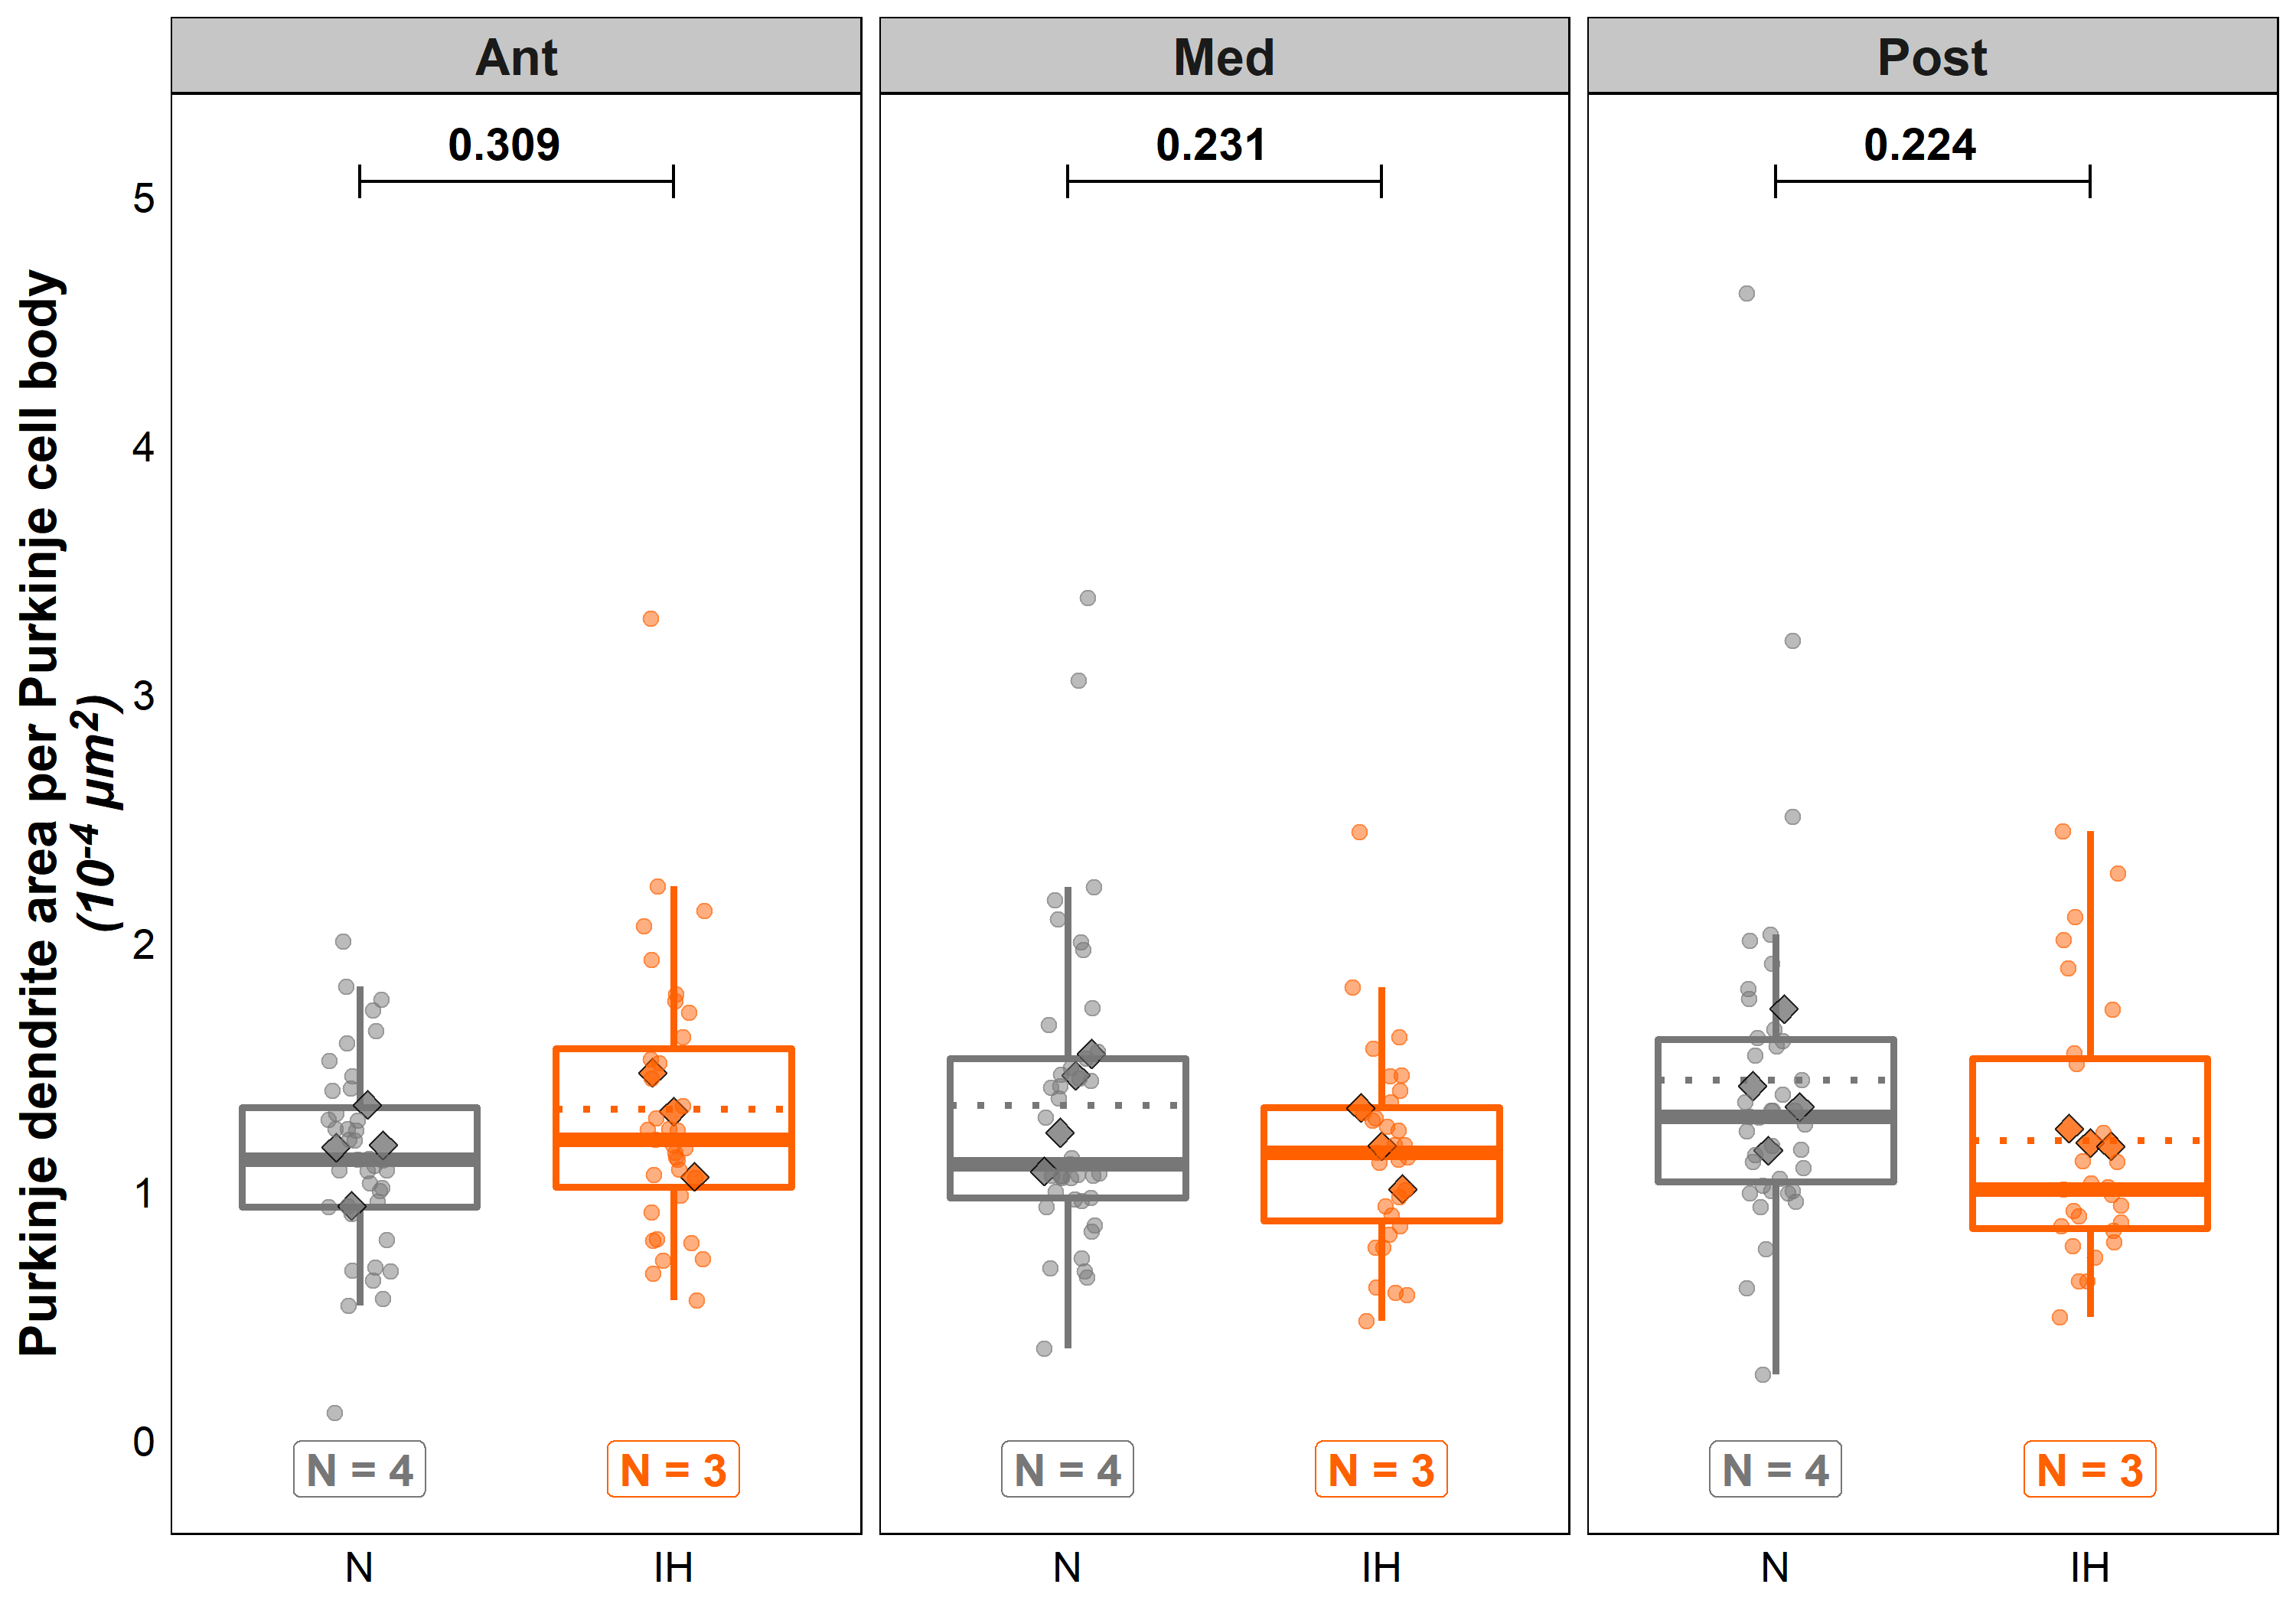 Ant
Med
Post
0.309
0.231
0.224
Purkinje dendrite area per Purkinje cell body
(10⁻⁴ µm²)
5
4
3
2
1
0
N = 4
N = 3
N = 4
N = 3
N = 4
N = 3
N
IH
N
IH
N
IH